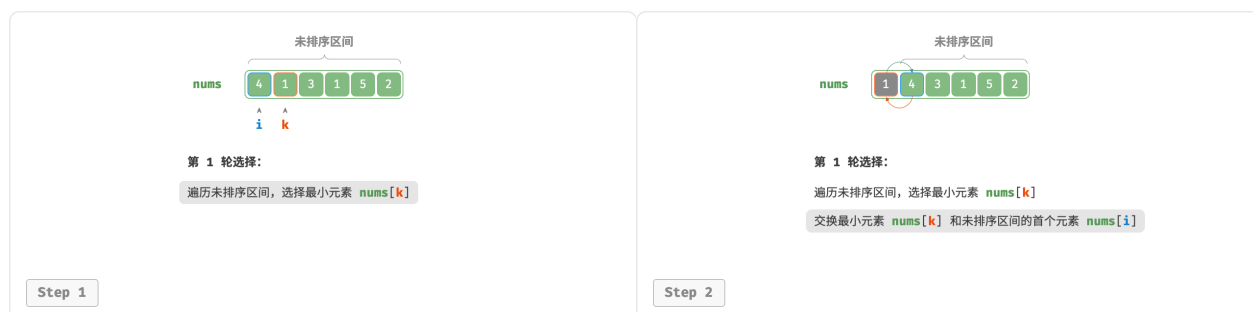 未排序区间
nums 4 1 3 1 5 2
i k
第 1 轮选择：
遍历未排序区间，选择最小元素 nums[k]
Step 1
未排序区间
nums 1 4 3 1 5 2
第 1 轮选择：
遍历未排序区间，选择最小元素 nums[k]
交换最小元素 nums[k] 和未排序区间的首个元素 nums[i]
Step 2